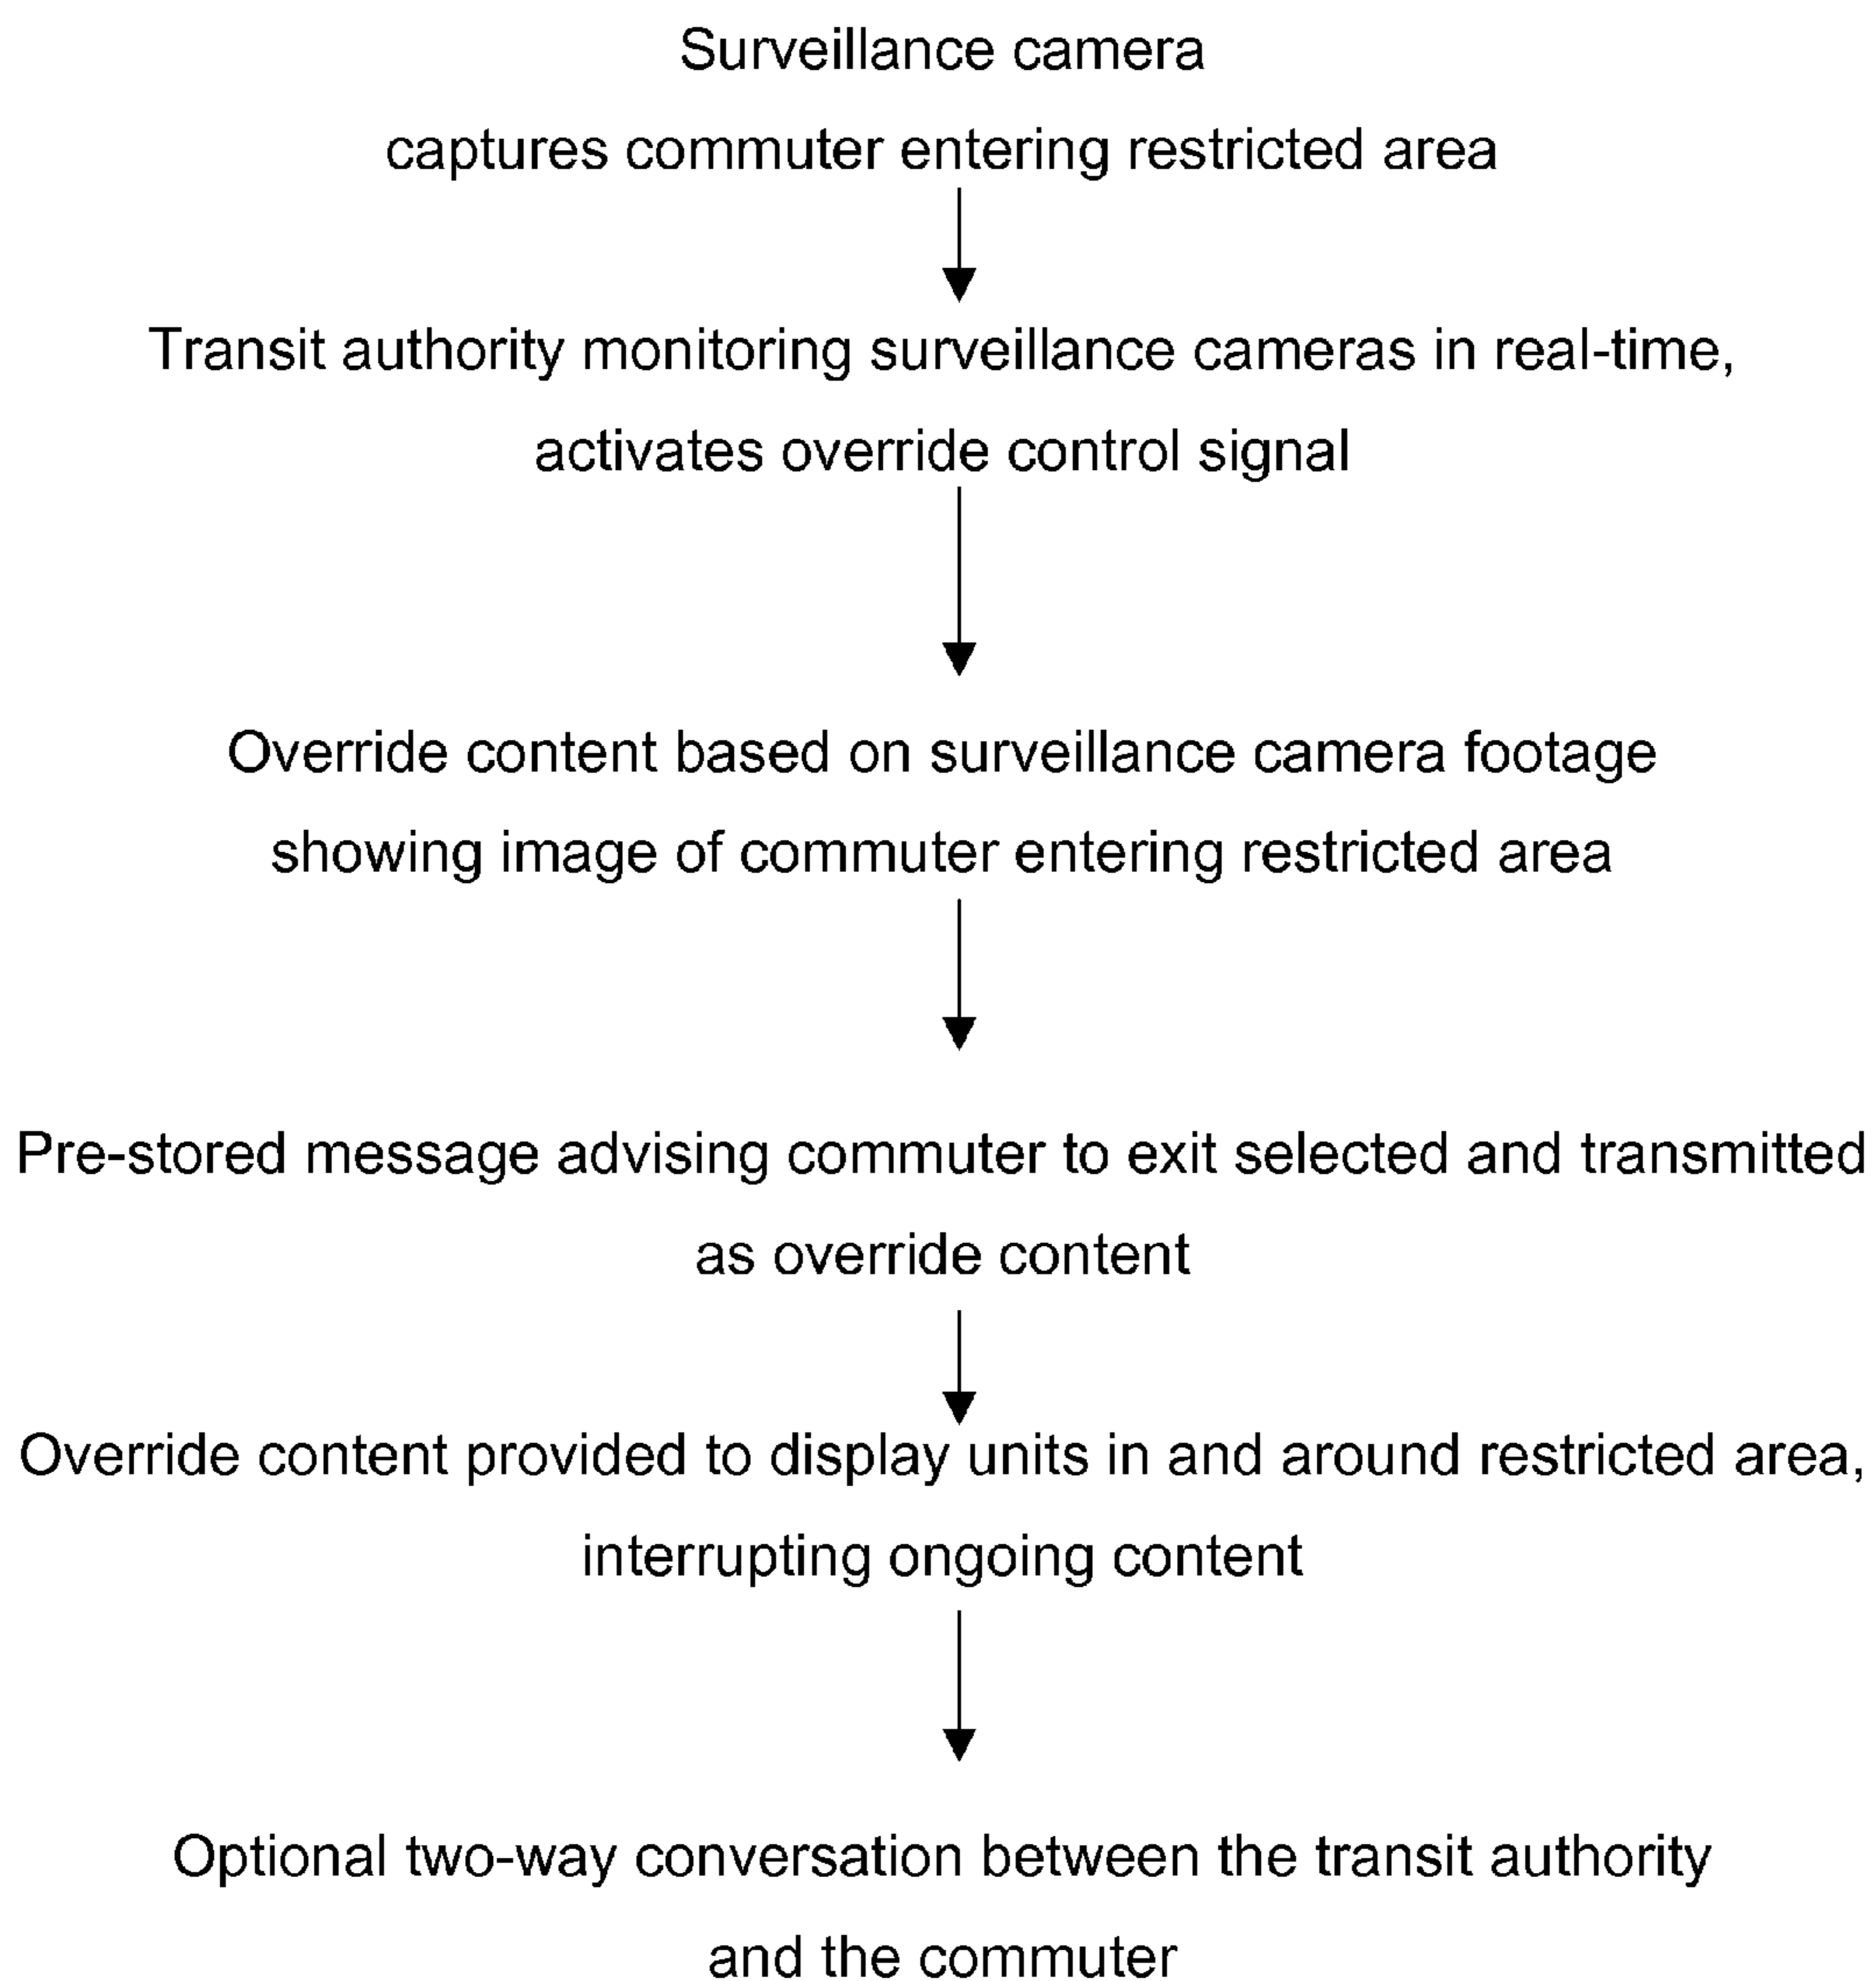 Surveillance camera
captures commuter entering restricted area
Transit authority monitoring surveillance cameras in real-time,
activates override control signal
Override content based on surveillance camera footage
showing image of commuter entering restricted area
Pre-stored message advising commuter to exit selected and transmitted
as override content
Override content provided to display units in and around restricted area,
interrupting ongoing content
Optional two-way conversation between the transit authority
and the commuter